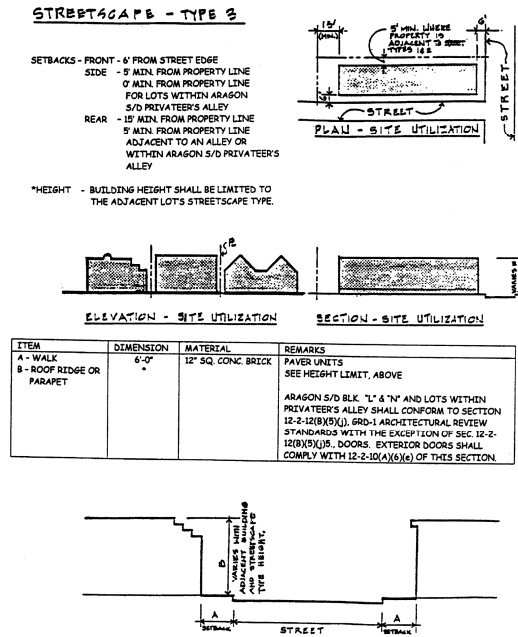 STREETSCAPE - TYPE 3
SETBACKS - FRONT - 6' FROM STREET EDGE
SIDE - 5' MIN. FROM PROPERTY LINE
0' MIN. FROM PROPERTY LINE
FOR LOTS WITHIN ARAGON
S/D PRIVATEER'S ALLEY
REAR - 15' MIN. FROM PROPERTY LINE
5' MIN. FROM PROPERTY LINE
ADJACENT TO AN ALLEY OR
WITHIN ARAGON S/D PRIVATEER'S
ALLEY
*HEIGHT - BUILDING HEIGHT SHALL BE LIMITED TO
THE ADJACENT LOT'S STREETSCAPE TYPE.
15'
(MIN.)
5' MIN. WHERE
PROPERTY IS
ADJACENT TO
TYPES 1 & 2
6'
6'
STREET
STREET
PLAN - SITE UTILIZATION
VARIES
ELEVATION - SITE UTILIZATION
SECTION - SITE UTILIZATION
ITEM DIMENSION MATERIAL REMARKS
A - WALK 6'-0" 12" SQ. CONC. BRICK PAVER UNITS
B - ROOF RIDGE OR PARAPET * SEE HEIGHT LIMIT, ABOVE
ARAGON S/D BLK. "L" & "N" AND LOTS WITHIN
PRIVATEER'S ALLEY SHALL CONFORM TO SECTION
12-2-12(B)(5)(j), GRD-1 ARCHITECTURAL REVIEW
STANDARDS WITH THE EXCEPTION OF SEC. 12-2-
12(B)(5)(j)5., DOORS. EXTERIOR DOORS SHALL
COMPLY WITH 12-2-10(A)(6)(e) OF THIS SECTION.
B
VARIES WITH
ADJACENT BUILDING
AND STREETSCAPE
TYPE HEIGHT.
A
SETBACK
STREET
A
SETBACK